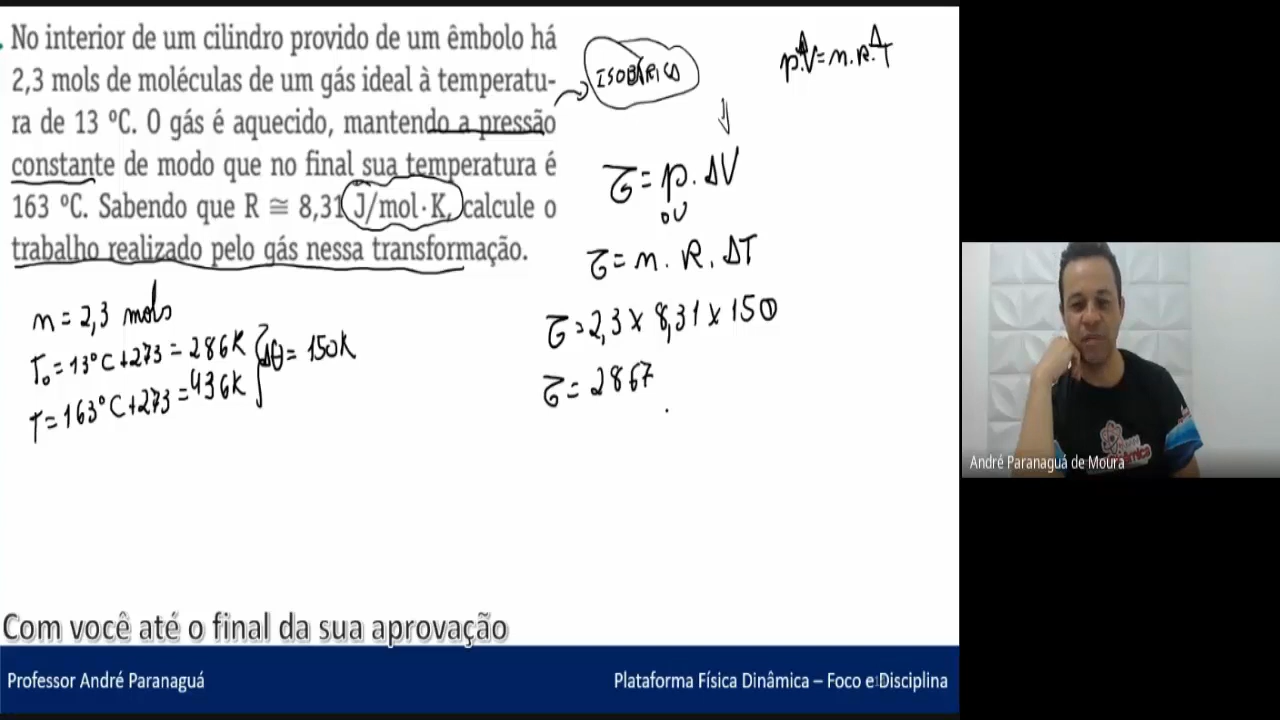 No interior de um cilindro provido de um êmbolo há
2,3 mols de moléculas de um gás ideal à temperatu-
ra de 13 ºC. O gás é aquecido, mantendo a pressão
constante de modo que no final sua temperatura é
163 ºC. Sabendo que R ≅ 8,31 J/mol·K, calcule o
trabalho realizado pelo gás nessa transformação.
ISOBÁRICA
p.V=n.R.T
Δ Δ
⇓
τ = p. ΔV
OU
τ = n. R. ΔT
τ = 2,3 x 8,31 x 150
τ = 2867
n = 2,3 mols
T₀ = 13°C+273 = 286K
Δθ = 150K
T = 163°C+273 = 436K
André Paranaguá de Moura
Com você até o final da sua aprovação
Professor André Paranaguá
Plataforma Física Dinâmica – Foco e Disciplina